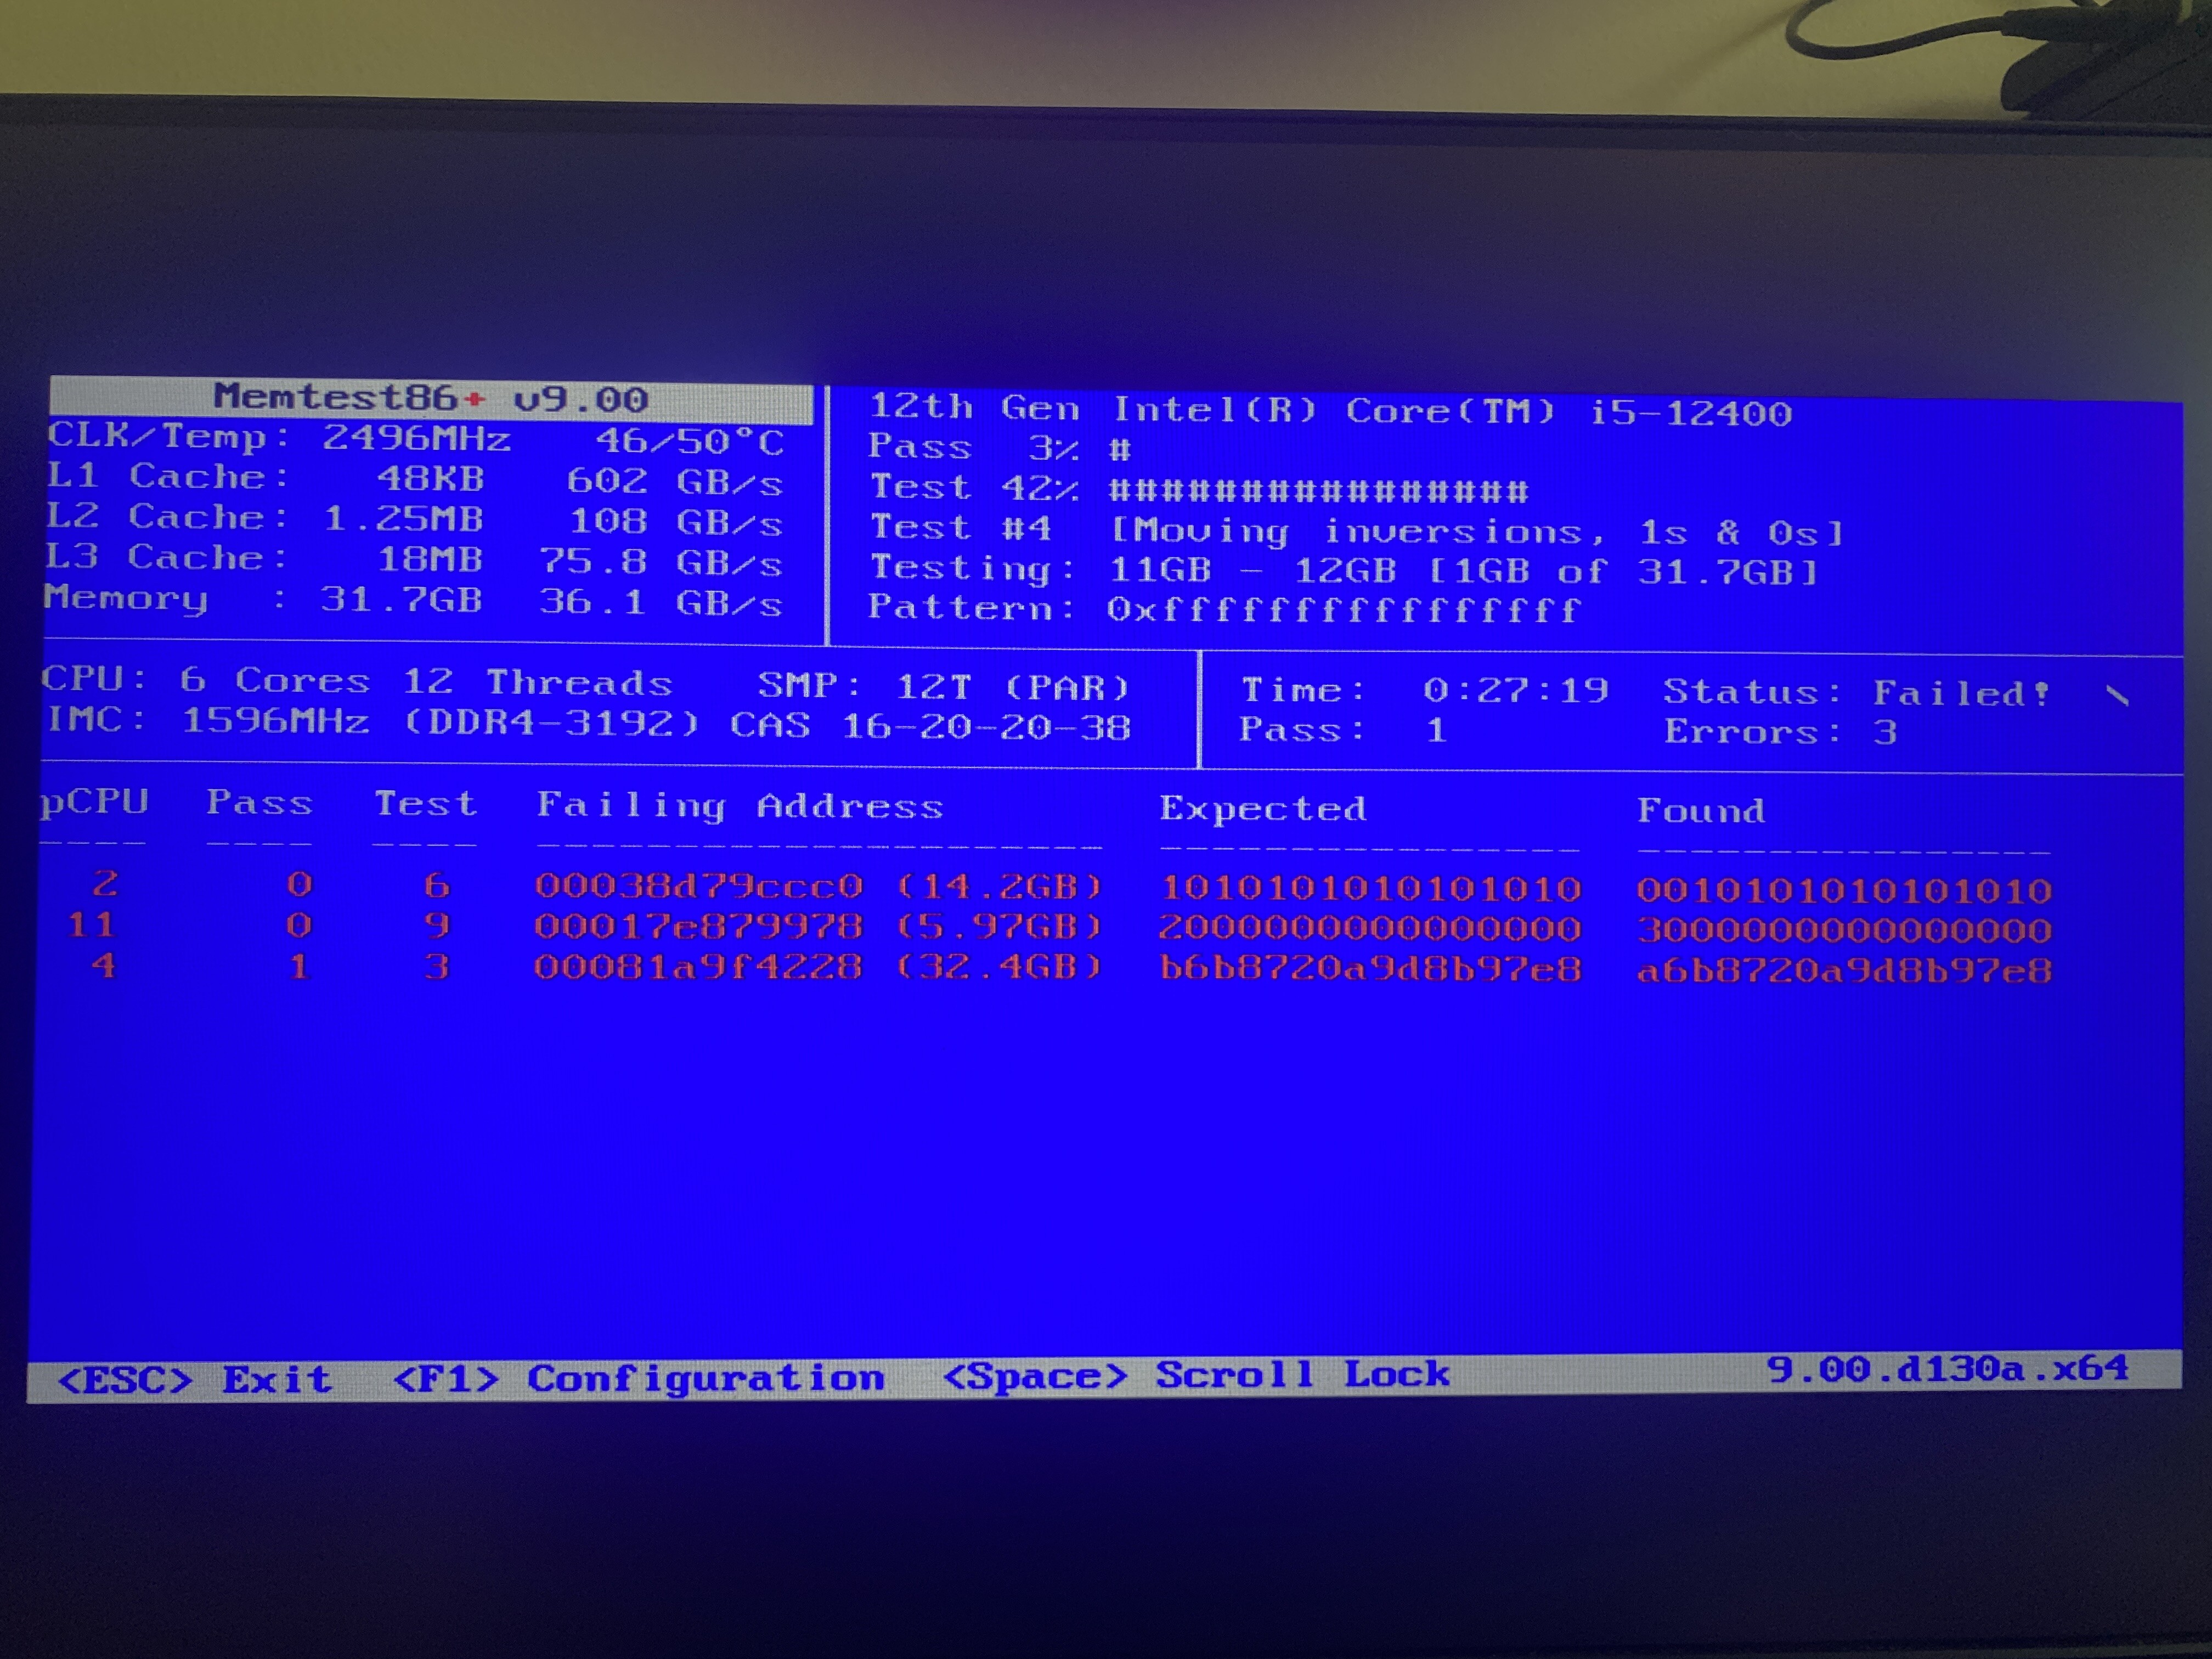 Memtest86+ v9.00
12th Gen Intel(R) Core(TM) i5-12400
CLK/Temp: 2496MHz 46/50°C
Pass 3% #
L1 Cache: 48KB 602 GB/s
Test 42% ################
L2 Cache: 1.25MB 108 GB/s
Test #4 [Moving inversions, 1s & 0s]
L3 Cache: 18MB 75.8 GB/s
Testing: 11GB - 12GB [1GB of 31.7GB]
Memory : 31.7GB 36.1 GB/s
Pattern: 0xffffffffffffffff
CPU: 6 Cores 12 Threads SMP: 12T (PAR)
Time: 0:27:19 Status: Failed! \
IMC: 1596MHz (DDR4-3192) CAS 16-20-20-38
Pass: 1 Errors: 3
pCPU Pass Test Failing Address Expected Found
2 0 6 00038d79ccc0 (14.2GB) 1010101010101010 0010101010101010
11 0 9 00017e879978 (5.97GB) 2000000000000000 3000000000000000
4 1 3 00081a9f4228 (32.4GB) b6b8720a9d8b97e8 a6b8720a9d8b97e8
<ESC> Exit <F1> Configuration <Space> Scroll Lock 9.00.d130a.x64